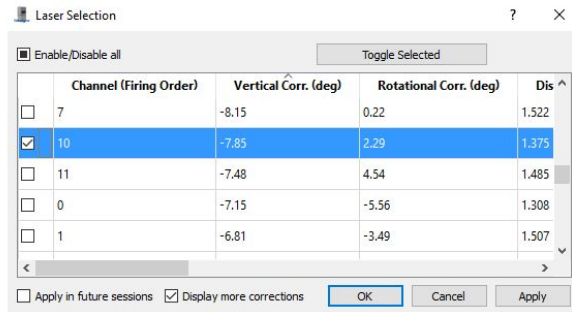 Laser Selection ?
Enable/Disable all Toggle Selected
Channel (Firing Order) Vertical Corr. (deg) Rotational Corr. (deg) Dis
7 -8.15 0.22 1.522
10 -7.85 2.29 1.375
11 -7.48 4.54 1.485
0 -7.15 -5.56 1.308
1 -6.81 -3.49 1.507
Apply in future sessions Display more corrections OK Cancel Apply